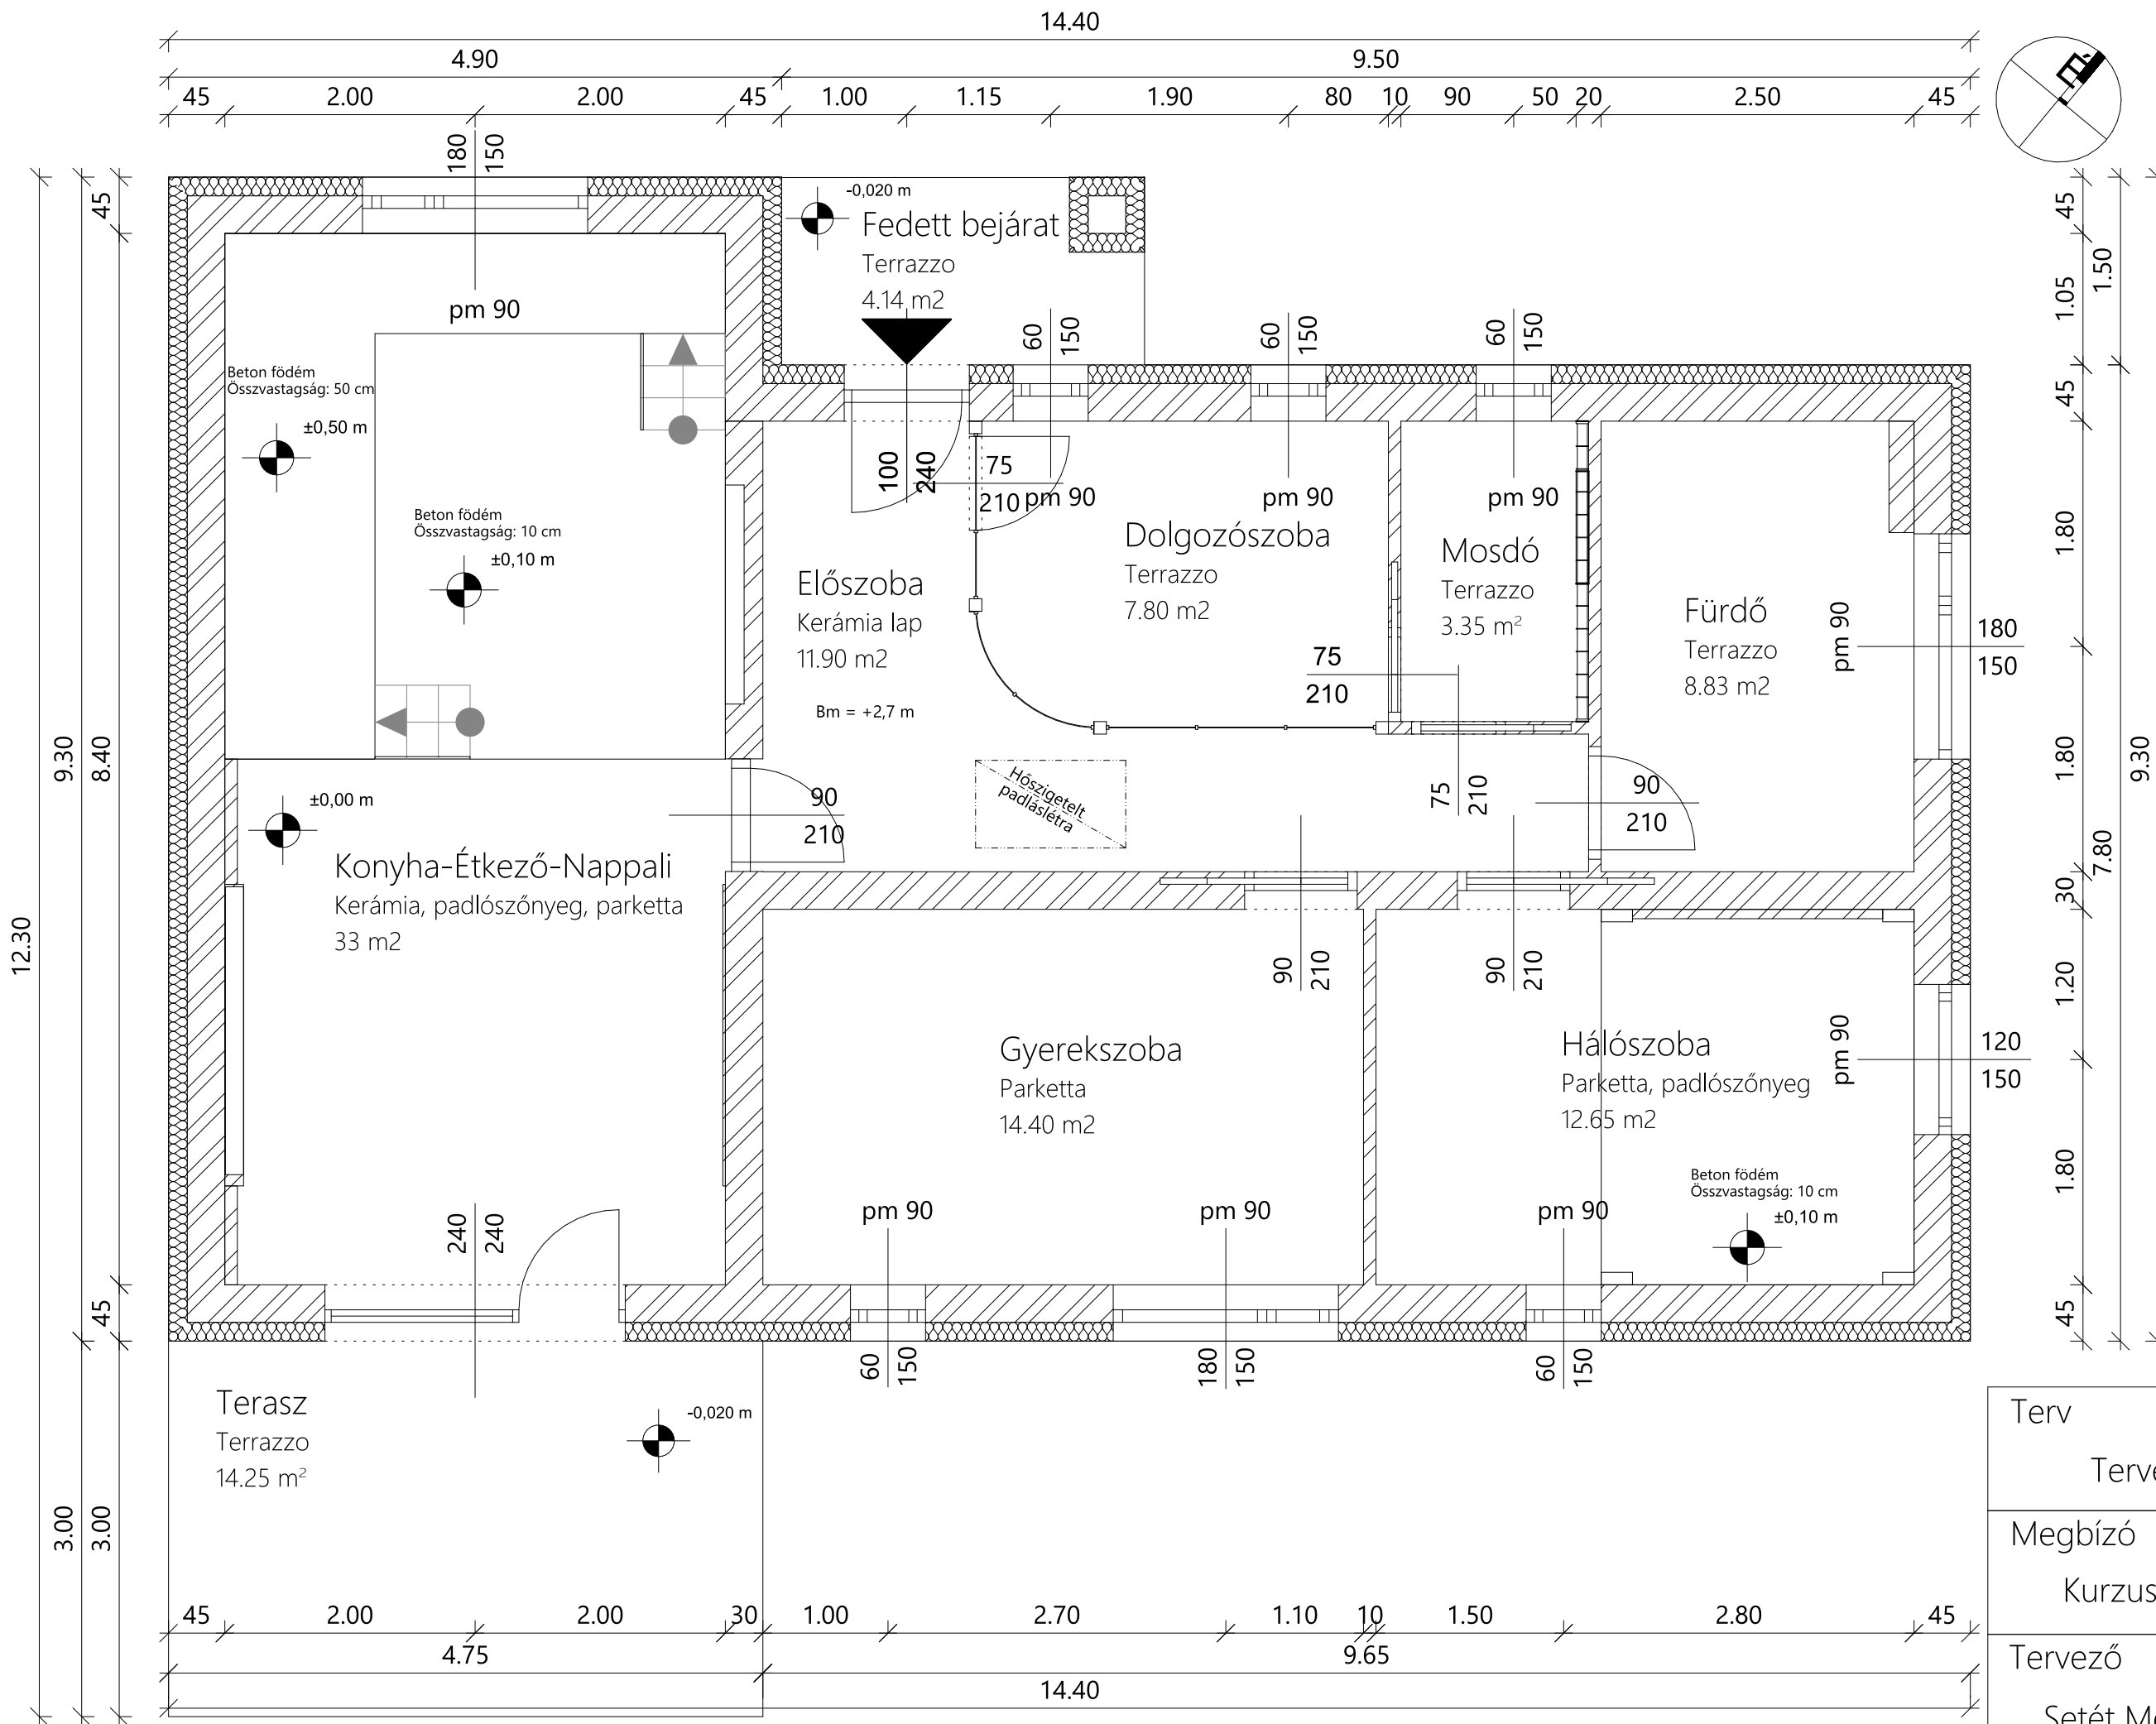 14.40
4.90 9.50
45 2.00 2.00 45 1.00 1.15 1.90 80 10 90 50 20 2.50 45
É
180 150
pm 90
-0,020 m
Fedett bejárat
Terrazzo
4.14 m2
60 150
60 150
60 150
45
45
1.05
1.50
45
1.80
1.80
30
1.20
1.80
45
7.80
9.30
Beton födém
Összvastagság: 50 cm
±0,50 m
Beton födém
Összvastagság: 10 cm
±0,10 m
100 240
75
210
pm 90
pm 90
pm 90
Előszoba
Kerámia lap
11.90 m2
Bm = +2,7 m
Dolgozószoba
Terrazzo
7.80 m2
75
210
Mosdó
Terrazzo
3.35 m²
Fürdő
Terrazzo
8.83 m2
pm 90
180
150
9.30
8.40
12.30
±0,00 m
90
210
Hőszigetelt
padláslétra
75 210
90
210
Konyha-Étkező-Nappali
Kerámia, padlószőnyeg, parketta
33 m2
90 210
90 210
Gyerekszoba
Parketta
14.40 m2
Hálószoba
Parketta, padlószőnyeg
12.65 m2
pm 90
120
150
Beton födém
Összvastagság: 10 cm
±0,10 m
240 240
pm 90
pm 90
pm 90
45
60 150
180 150
60 150
Terasz
Terrazzo
14.25 m²
-0,020 m
3.00
3.00
45 2.00 2.00 30 1.00 2.70 1.10 10 1.50 2.80 45
4.75 9.65
14.40
Terv
Terve
Megbízó
Kurzus
Tervező
Setét M